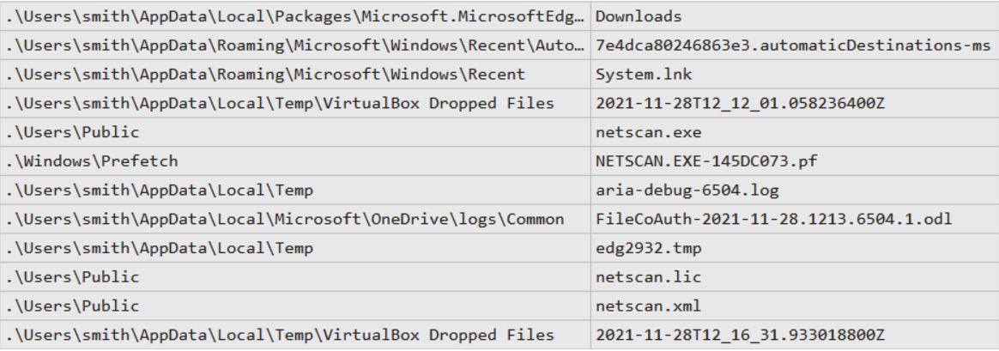 .\Users\smith\AppData\Local\Packages\Microsoft.MicrosoftEdg… Downloads
.\Users\smith\AppData\Roaming\Microsoft\Windows\Recent\Auto… 7e4dca80246863e3.automaticDestinations-ms
.\Users\smith\AppData\Roaming\Microsoft\Windows\Recent System.lnk
.\Users\smith\AppData\Local\Temp\VirtualBox Dropped Files 2021-11-28T12_12_01.058236400Z
.\Users\Public netscan.exe
.\Windows\Prefetch NETSCAN.EXE-145DC073.pf
.\Users\smith\AppData\Local\Temp aria-debug-6504.log
.\Users\smith\AppData\Local\Microsoft\OneDrive\logs\Common FileCoAuth-2021-11-28.1213.6504.1.odl
.\Users\smith\AppData\Local\Temp edg2932.tmp
.\Users\Public netscan.lic
.\Users\Public netscan.xml
.\Users\smith\AppData\Local\Temp\VirtualBox Dropped Files 2021-11-28T12_16_31.933018800Z